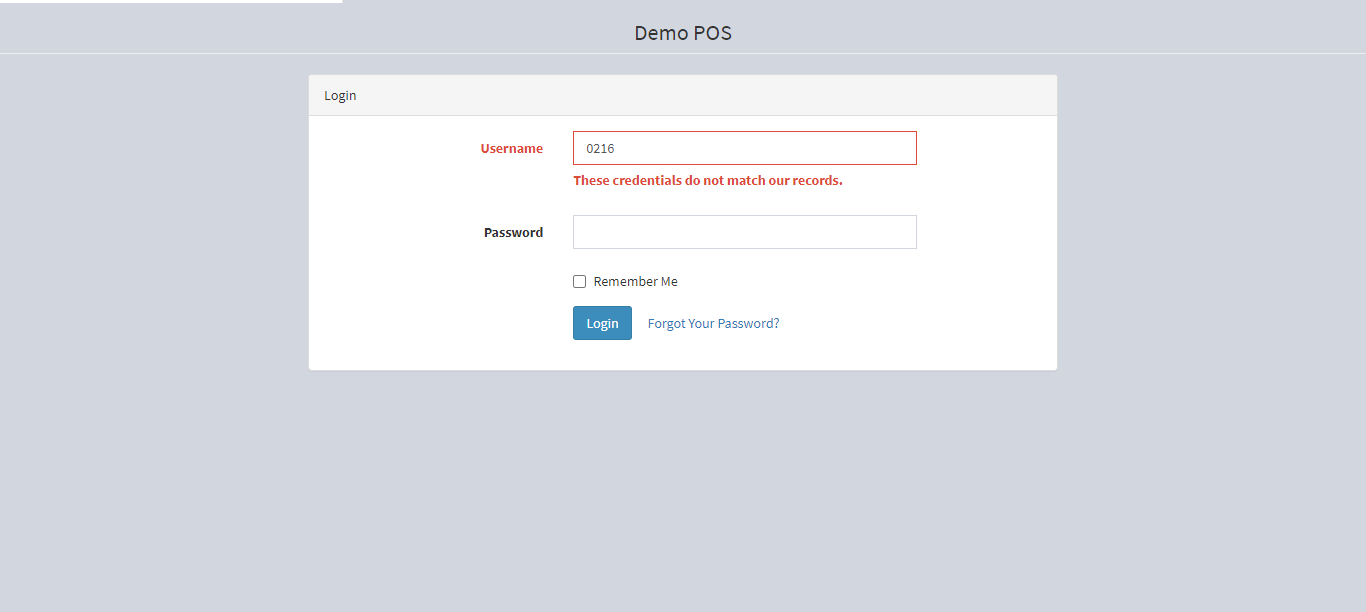 Demo POS
Login
Username
0216
These credentials do not match our records.
Password
Remember Me
Login
Forgot Your Password?